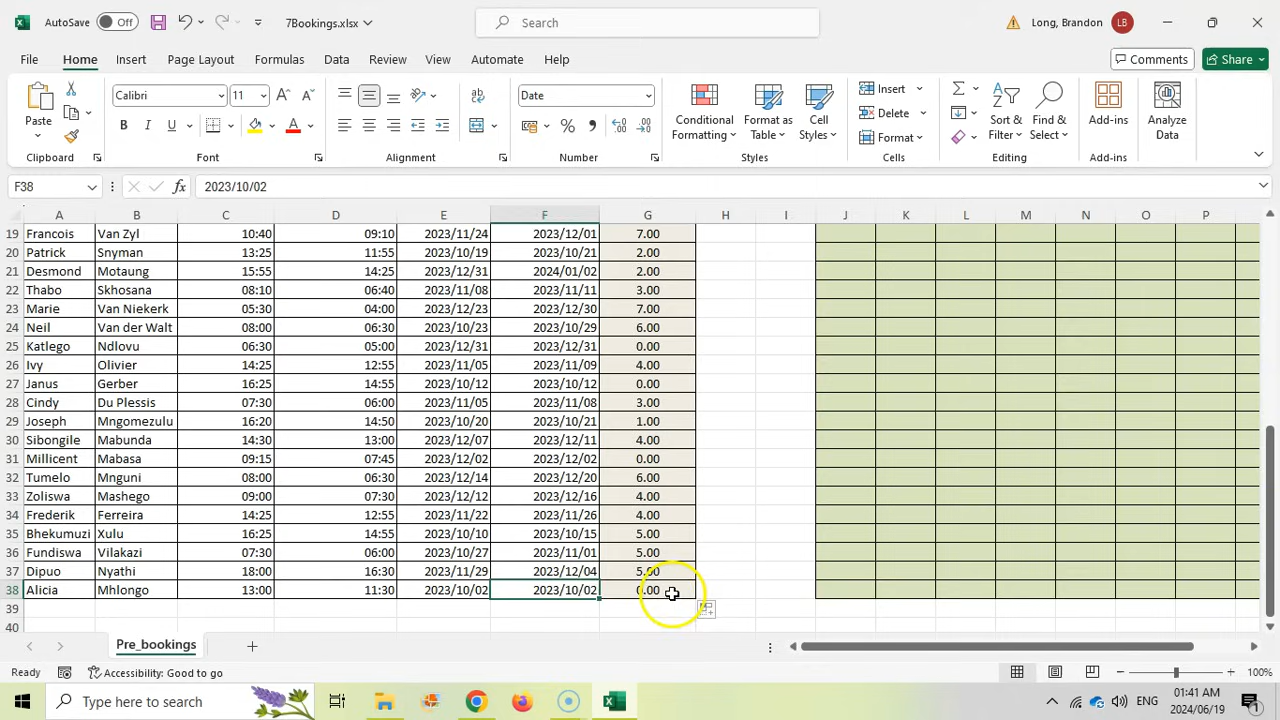 AutoSave Off 7Bookings.xlsx Search Long, Brandon LB
File Home Insert Page Layout Formulas Data Review View Automate Help Comments Share
Paste Calibri 11 Date Conditional Formatting Format as Table Cell Styles Insert Delete Format Sort & Filter Find & Select Add-ins Analyze Data
B I U A
Clipboard Font Alignment Number Styles Cells Editing Add-ins
F38 fx 2023/10/02
A B C D E F G H I J K L M N O P
19 Francois Van Zyl 10:40 09:10 2023/11/24 2023/12/01 7.00
20 Patrick Snyman 13:25 11:55 2023/10/19 2023/10/21 2.00
21 Desmond Motaung 15:55 14:25 2023/12/31 2024/01/02 2.00
22 Thabo Skhosana 08:10 06:40 2023/11/08 2023/11/11 3.00
23 Marie Van Niekerk 05:30 04:00 2023/12/23 2023/12/30 7.00
24 Neil Van der Walt 08:00 06:30 2023/10/23 2023/10/29 6.00
25 Katlego Ndlovu 06:30 05:00 2023/12/31 2023/12/31 0.00
26 Ivy Olivier 14:25 12:55 2023/11/05 2023/11/09 4.00
27 Janus Gerber 16:25 14:55 2023/10/12 2023/10/12 0.00
28 Cindy Du Plessis 07:30 06:00 2023/11/05 2023/11/08 3.00
29 Joseph Mngomezulu 16:20 14:50 2023/10/20 2023/10/21 1.00
30 Sibongile Mabunda 14:30 13:00 2023/12/07 2023/12/11 4.00
31 Millicent Mabasa 09:15 07:45 2023/12/02 2023/12/02 0.00
32 Tumelo Mnguni 08:00 06:30 2023/12/14 2023/12/20 6.00
33 Zoliswa Mashego 09:00 07:30 2023/12/12 2023/12/16 4.00
34 Frederik Ferreira 14:25 12:55 2023/11/22 2023/11/26 4.00
35 Bhekumuzi Xulu 16:25 14:55 2023/10/10 2023/10/15 5.00
36 Fundiswa Vilakazi 07:30 06:00 2023/10/27 2023/11/01 5.00
37 Dipuo Nyathi 18:00 16:30 2023/11/29 2023/12/04 5.00
38 Alicia Mhlongo 13:00 11:30 2023/10/02 2023/10/02 0.00
39
40
Pre_bookings
Ready Accessibility: Good to go 100%
Type here to search ENG 01:41 AM 2024/06/19 1